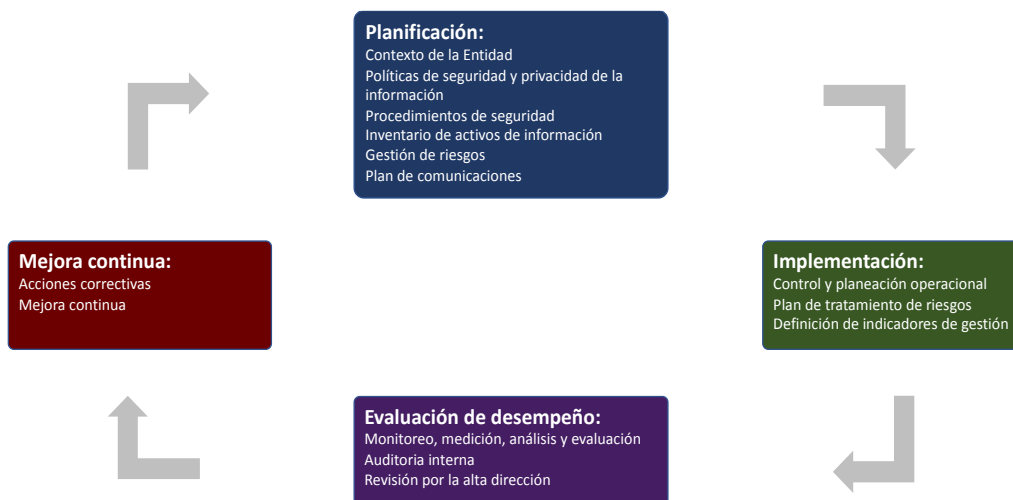 Planificación:
Contexto de la Entidad
Políticas de seguridad y privacidad de la
información
Procedimientos de seguridad
Inventario de activos de información
Gestión de riesgos
Plan de comunicaciones
Mejora continua:
Acciones correctivas
Mejora continua
Implementación:
Control y planeación operacional
Plan de tratamiento de riesgos
Definición de indicadores de gestión
Evaluación de desempeño:
Monitoreo, medición, análisis y evaluación
Auditoria interna
Revisión por la alta dirección